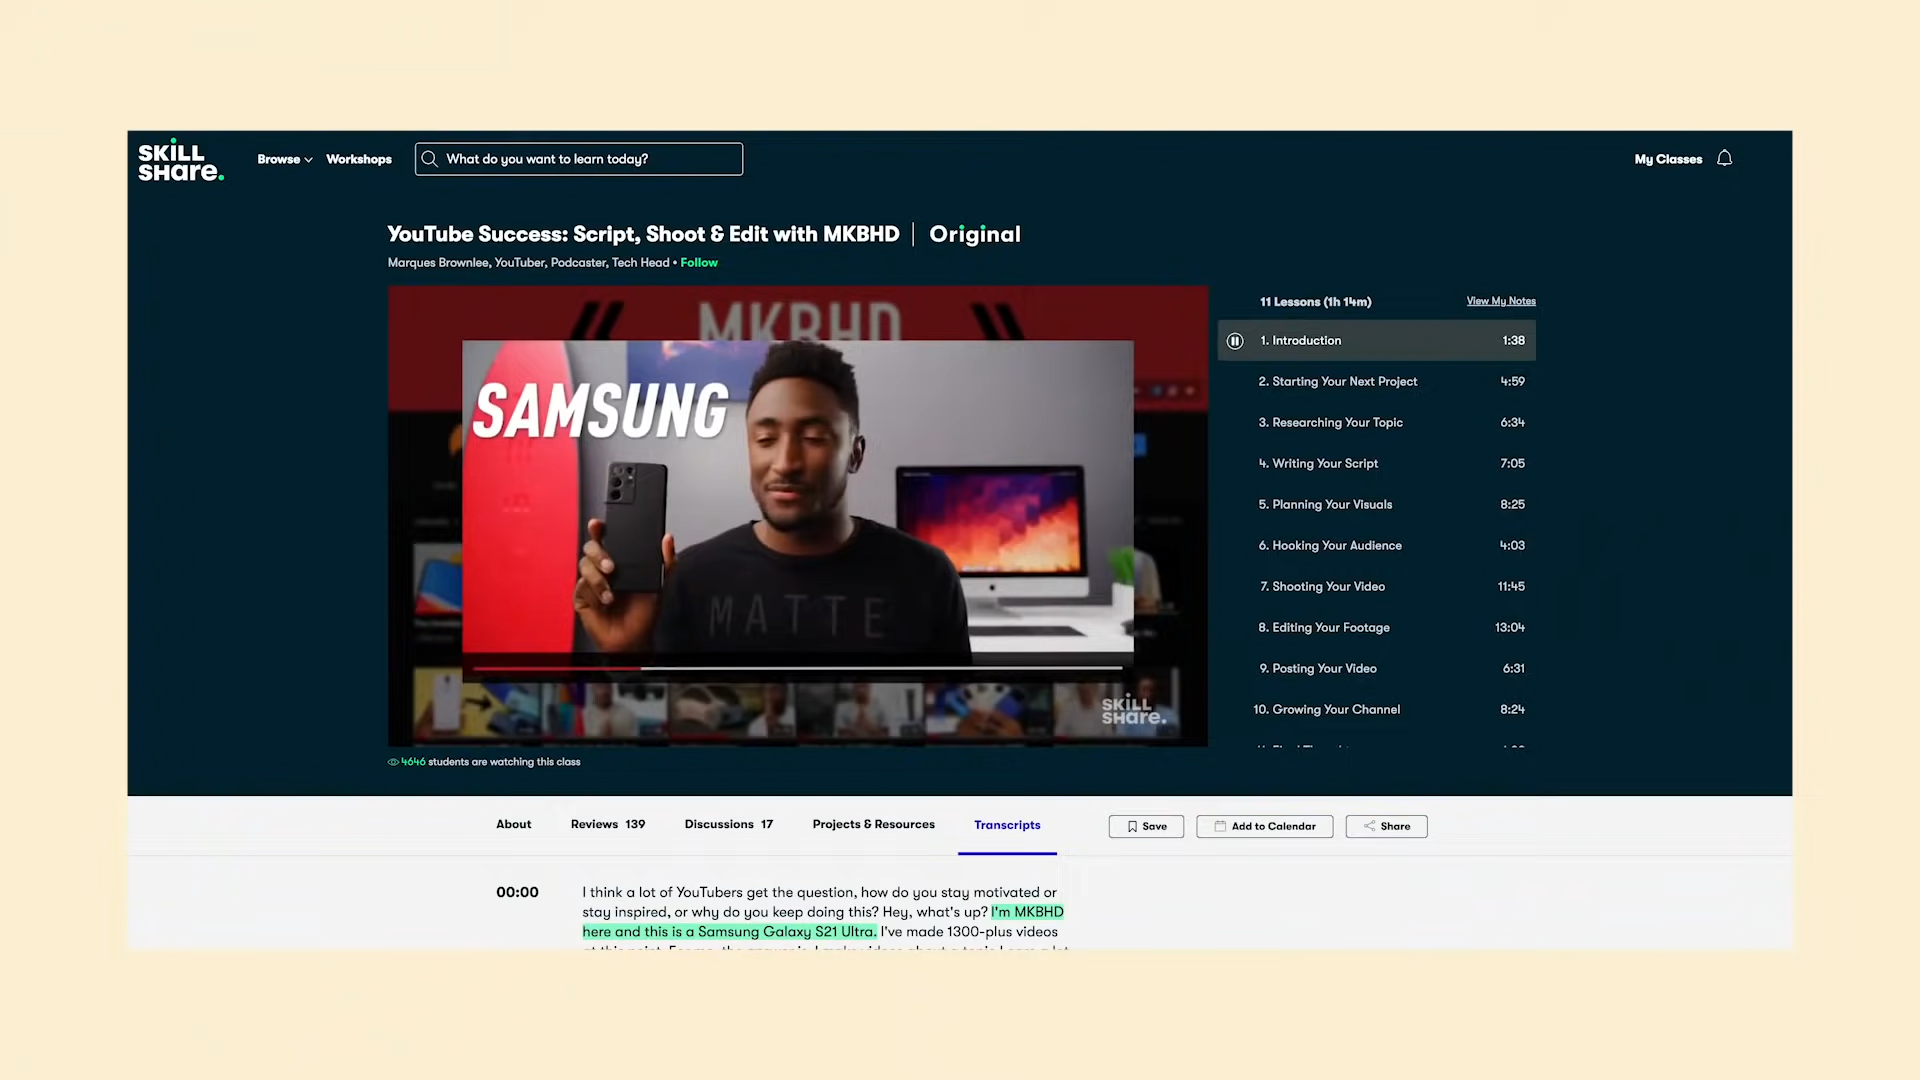 SKILL
SHare.
Browse
Workshops
What do you want to learn today?
My Classes
YouTube Success: Script, Shoot & Edit with MKBHD
Original
Marques Brownlee, YouTuber, Podcaster, Tech Head • Follow
MKBHD
SAMSUNG
MATTE
SKILL
SHare.
4646 students are watching this class
11 Lessons (1h 14m)
View My Notes
1. Introduction 1:38
2. Starting Your Next Project 4:59
3. Researching Your Topic 6:34
4. Writing Your Script 7:05
5. Planning Your Visuals 8:25
6. Hooking Your Audience 4:03
7. Shooting Your Video 11:45
8. Editing Your Footage 13:04
9. Posting Your Video 6:31
10. Growing Your Channel 8:24
About
Reviews 139
Discussions 17
Projects & Resources
Transcripts
Save
Add to Calendar
Share
00:00
I think a lot of YouTubers get the question, how do you stay motivated or
stay inspired, or why do you keep doing this? Hey, what's up? I'm MKBHD
here and this is a Samsung Galaxy S21 Ultra. I've made 1300-plus videos